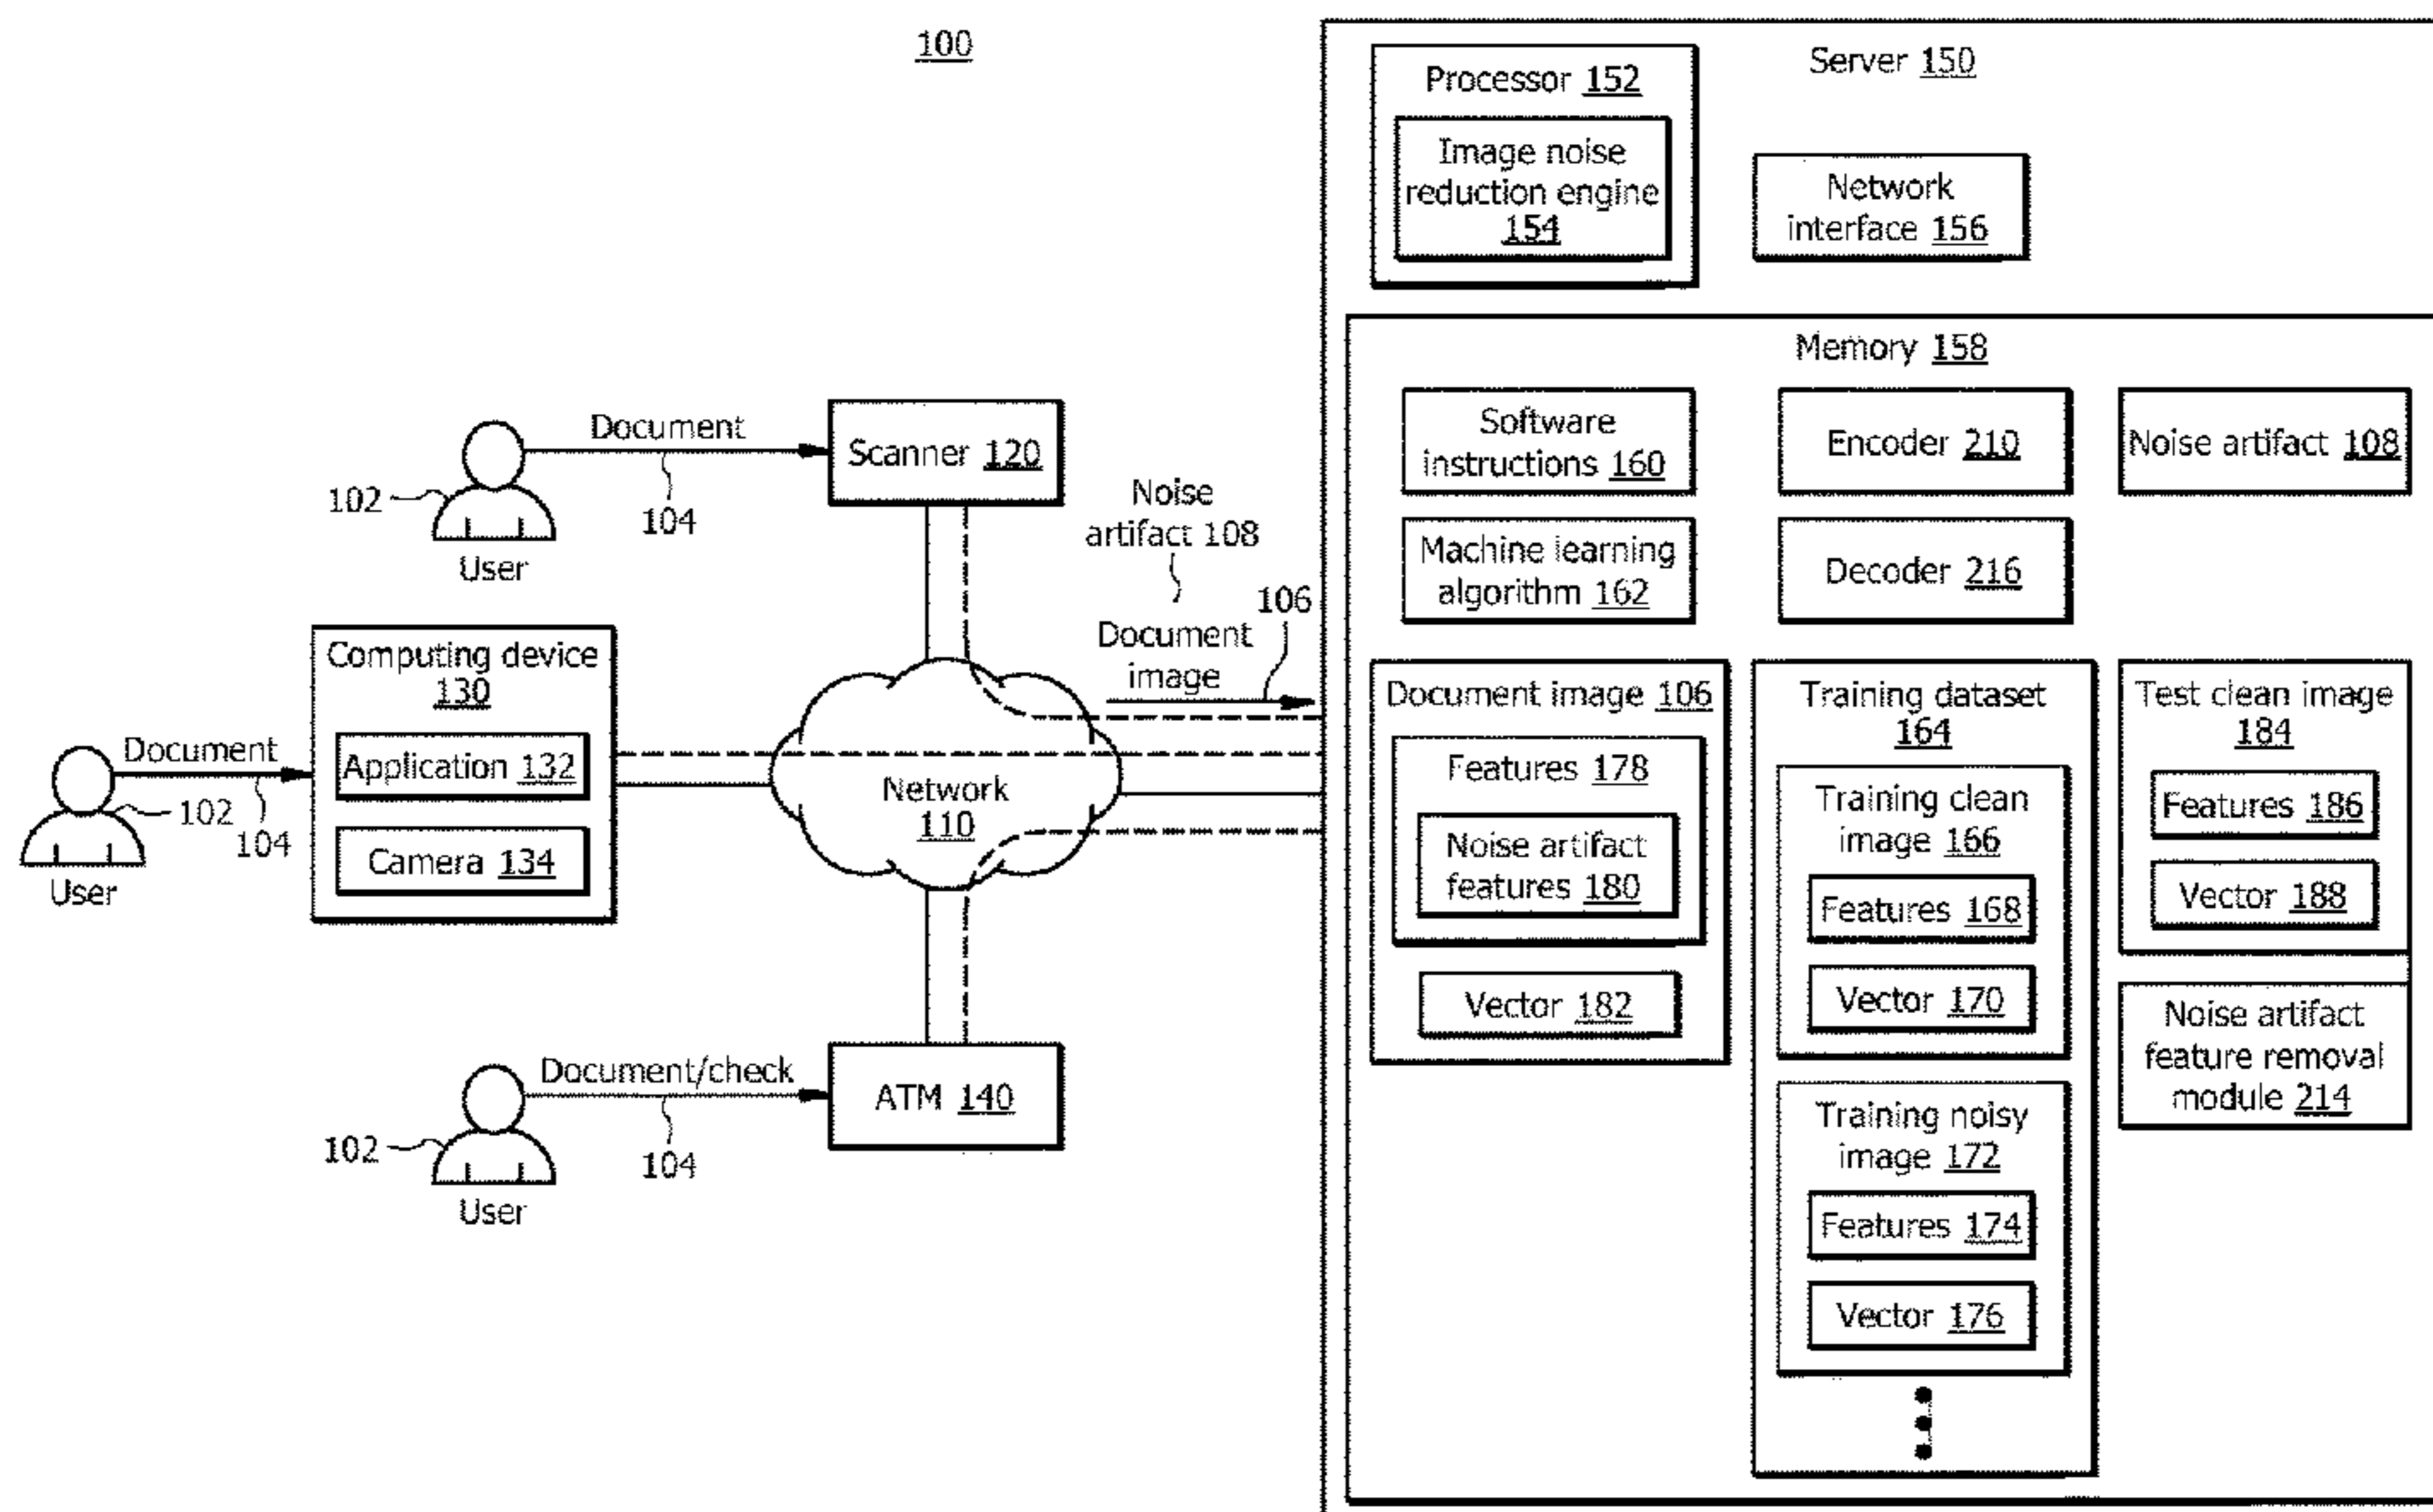 100
Document
Scanner 120
102
104
User
Noise
artifact 108
106
Document
image
Computing device
130
Application 132
Camera 134
Document
102
104
User
Network
110
Document/check
ATM 140
102
104
User
Server 150
Processor 152
Image noise
reduction engine
154
Network
interface 156
Memory 158
Software
instructions 160
Encoder 210
Noise artifact 108
Machine learning
algorithm 162
Decoder 216
Document image 106
Features 178
Noise artifact
features 180
Vector 182
Training dataset
164
Training clean
image 166
Features 168
Vector 170
Training noisy
image 172
Features 174
Vector 176
Test clean image
184
Features 186
Vector 188
Noise artifact
feature removal
module 214